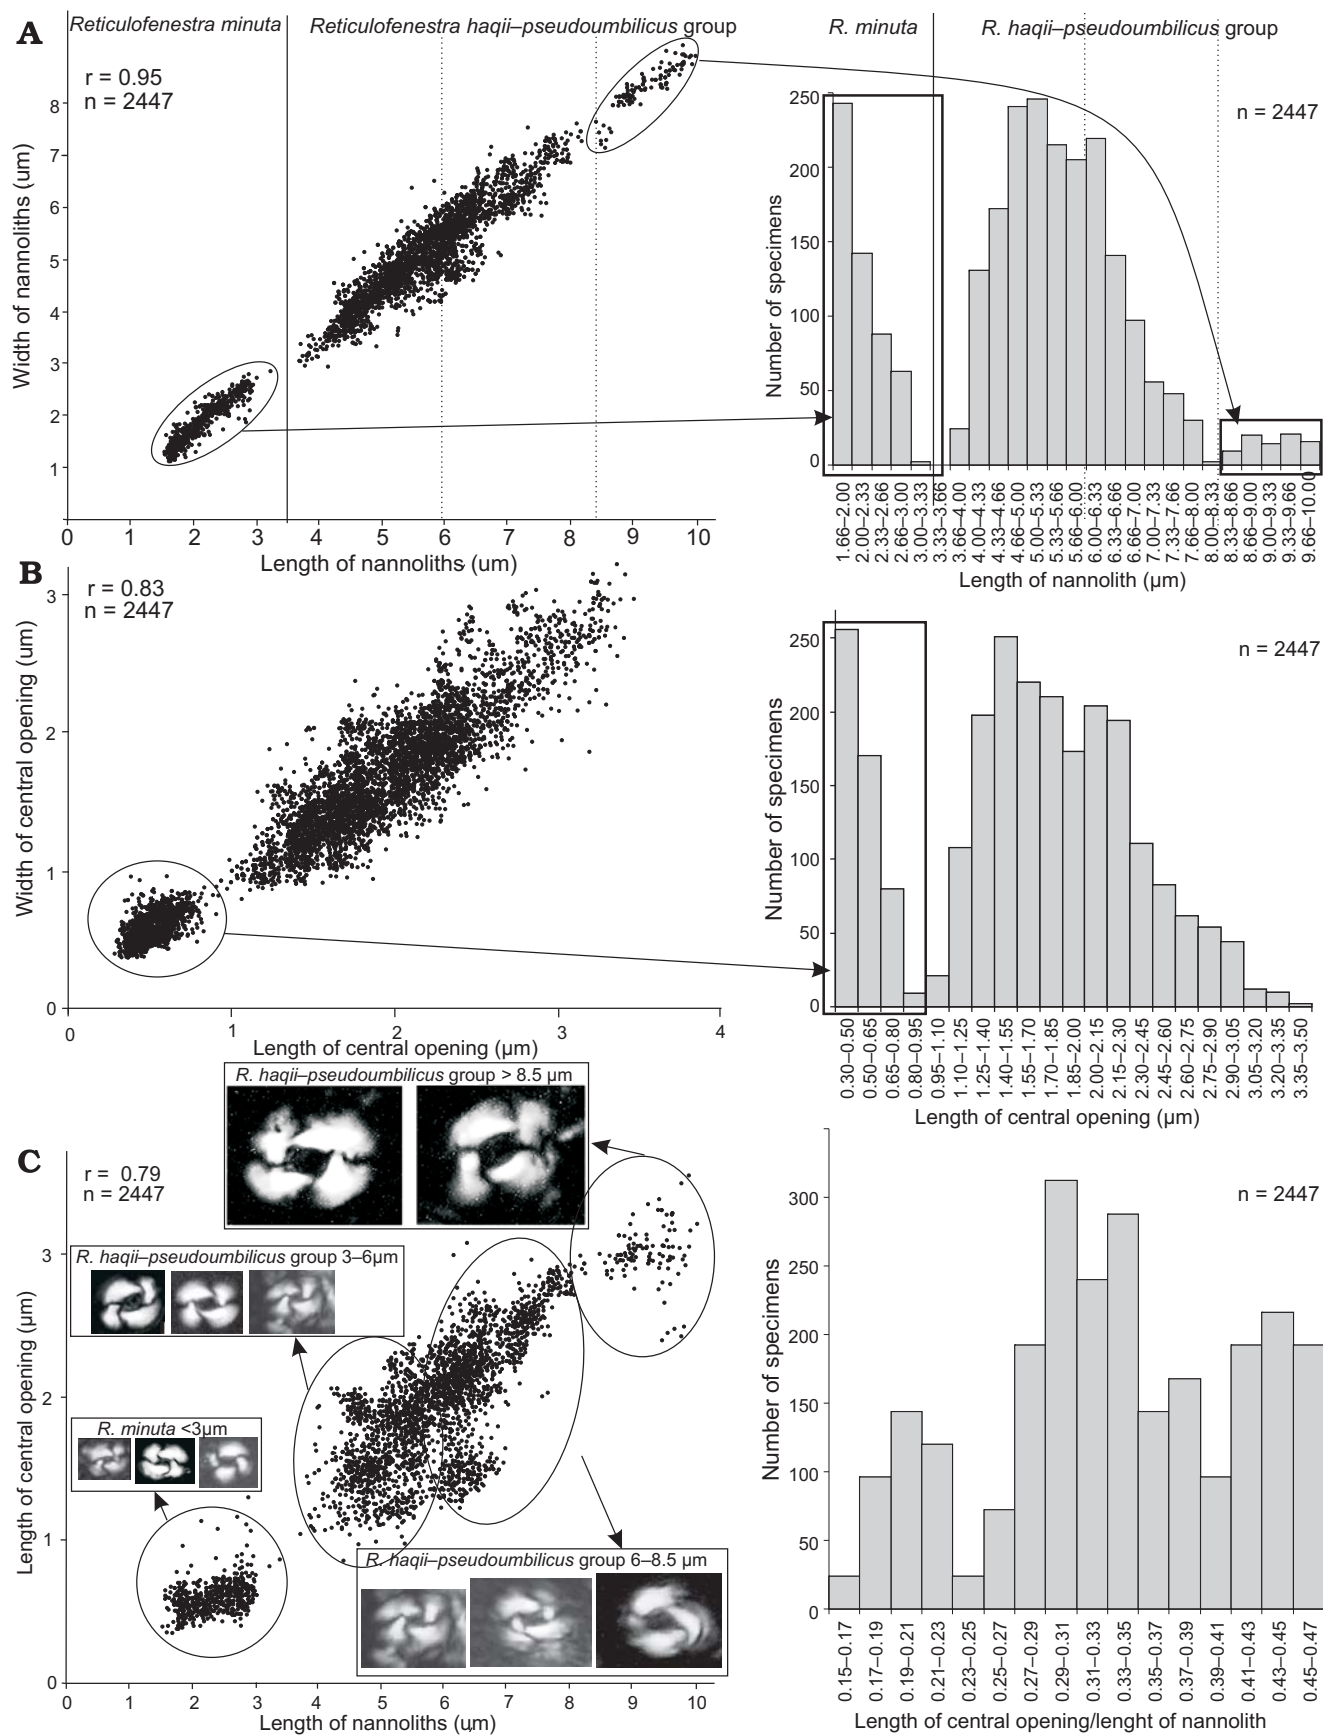 A
Reticulofenestra minuta
Reticulofenestra haqii–pseudoumbilicus group
r = 0.95
n = 2447
Width of nannoliths (um)
8
7
6
5
4
3
2
1
0 1 2 3 4 5 6 7 8 9 10
Length of nannoliths (um)
R. minuta
R. haqii–pseudoumbilicus group
n = 2447
Number of specimens
250
200
150
100
50
0
1.66–2.00
2.00–2.33
2.33–2.66
2.66–3.00
3.00–3.33
3.33–3.66
3.66–4.00
4.00–4.33
4.33–4.66
4.66–5.00
5.00–5.33
5.33–5.66
5.66–6.00
6.00–6.33
6.33–6.66
6.66–7.00
7.00–7.33
7.33–7.66
7.66–8.00
8.00–8.33
8.33–8.66
8.66–9.00
9.00–9.33
9.33–9.66
9.66–10.00
Length of nannolith (µm)
B
r = 0.83
n = 2447
Width of central opening (um)
3
2
1
0
0 1 2 3 4
Length of central opening (µm)
n = 2447
Number of specimens
250
200
150
100
50
0
0.30–0.50
0.50–0.65
0.65–0.80
0.80–0.95
0.95–1.10
1.10–1.25
1.25–1.40
1.40–1.55
1.55–1.70
1.70–1.85
1.85–2.00
2.00–2.15
2.15–2.30
2.30–2.45
2.45–2.60
2.60–2.75
2.75–2.90
2.90–3.05
3.05–3.20
3.20–3.35
3.35–3.50
Length of central opening (µm)
C
r = 0.79
n = 2447
R. haqii–pseudoumbilicus group > 8.5 µm
R. haqii–pseudoumbilicus group 3–6µm
R. minuta <3µm
R. haqii–pseudoumbilicus group 6–8.5 µm
Length of central opening (µm)
3
2
1
0
0 1 2 3 4 5 6 7 8 9 10
Length of nannoliths (µm)
n = 2447
Number of specimens
300
250
200
150
100
50
0
0.15–0.17
0.17–0.19
0.19–0.21
0.21–0.23
0.23–0.25
0.25–0.27
0.27–0.29
0.29–0.31
0.31–0.33
0.33–0.35
0.35–0.37
0.37–0.39
0.39–0.41
0.41–0.43
0.43–0.45
0.45–0.47
Length of central opening/lenght of nannolith